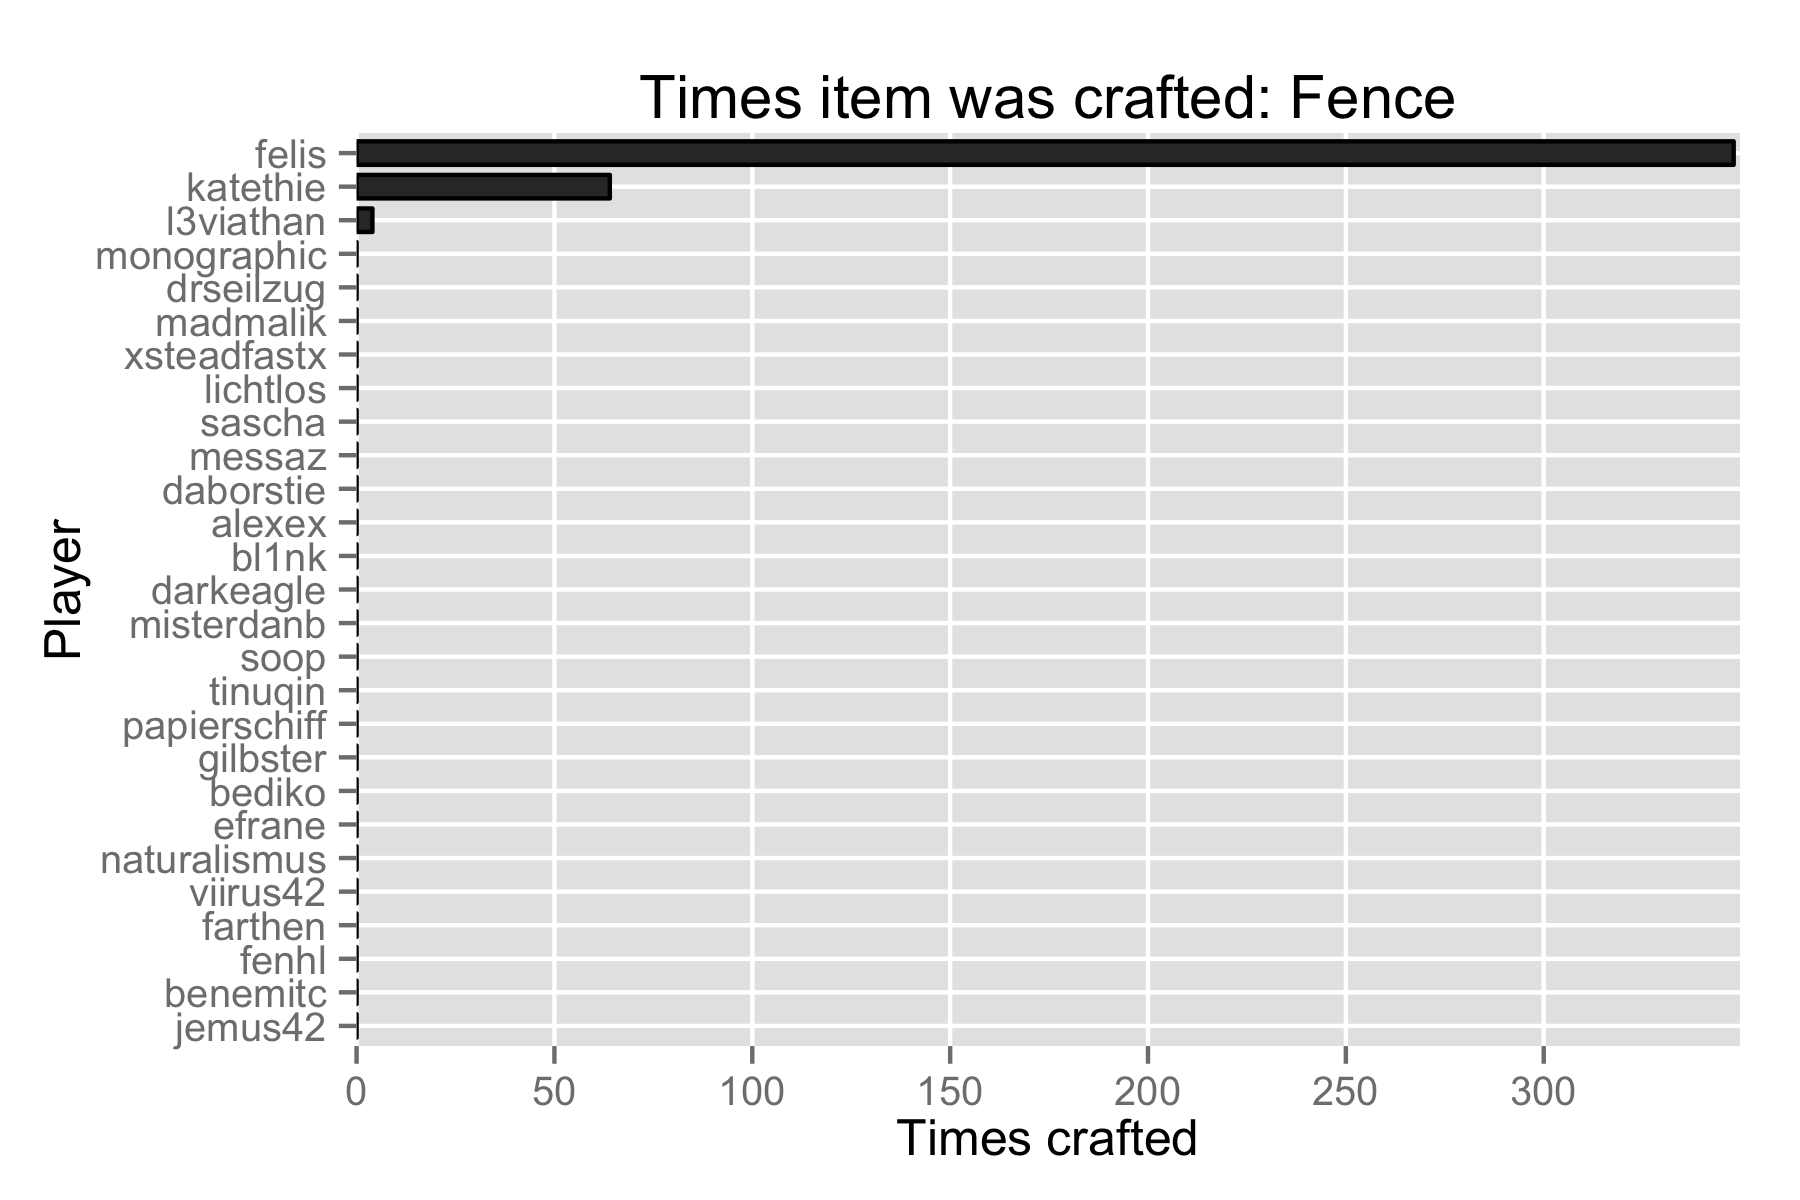 Times item was crafted: Fence
felis
katethie
l3viathan
monographic
drseilzug
madmalik
xsteadfastx
lichtlos
sascha
messaz
daborstie
alexex
bl1nk
darkeagle
misterdanb
soop
tinuqin
papierschiff
gilbster
bediko
efrane
naturalismus
viirus42
farthen
fenhl
benemitc
jemus42
Player
0 50 100 150 200 250 300
Times crafted